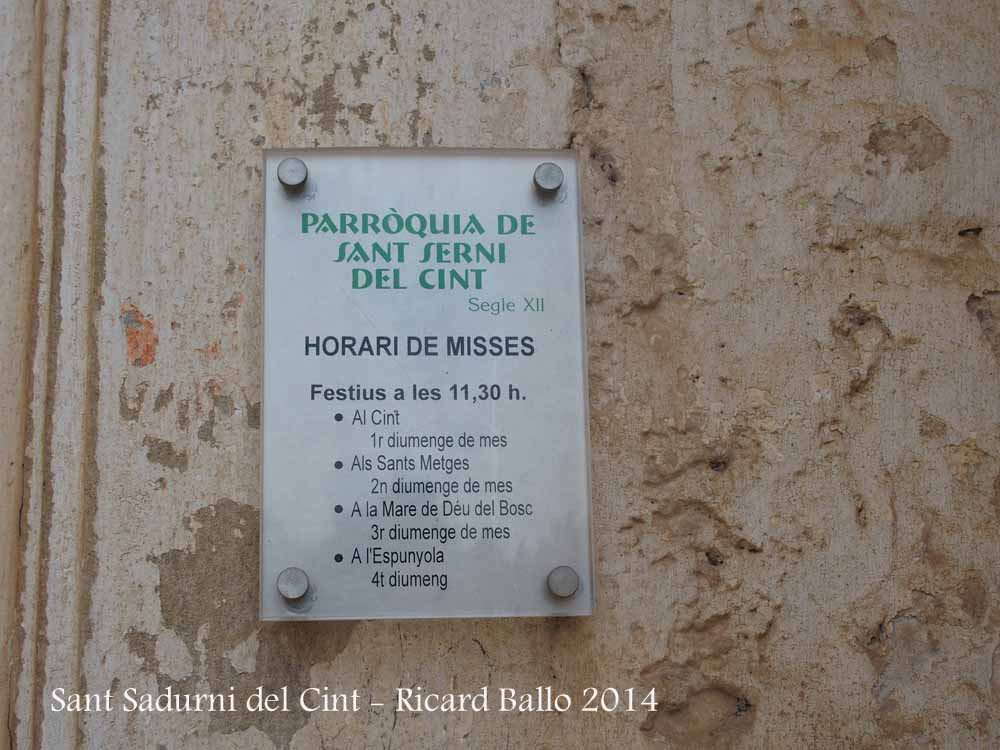 PARRÒQUIA DE
SANT SERNI
DEL CINT
Segle XII
HORARI DE MISSES
Festius a les 11,30 h.
• Al Cint
1r diumenge de mes
• Als Sants Metges
2n diumenge de mes
• A la Mare de Déu del Bosc
3r diumenge de mes
• A l'Espunyola
4t diumeng
Sant Sadurni del Cint - Ricard Ballo 2014